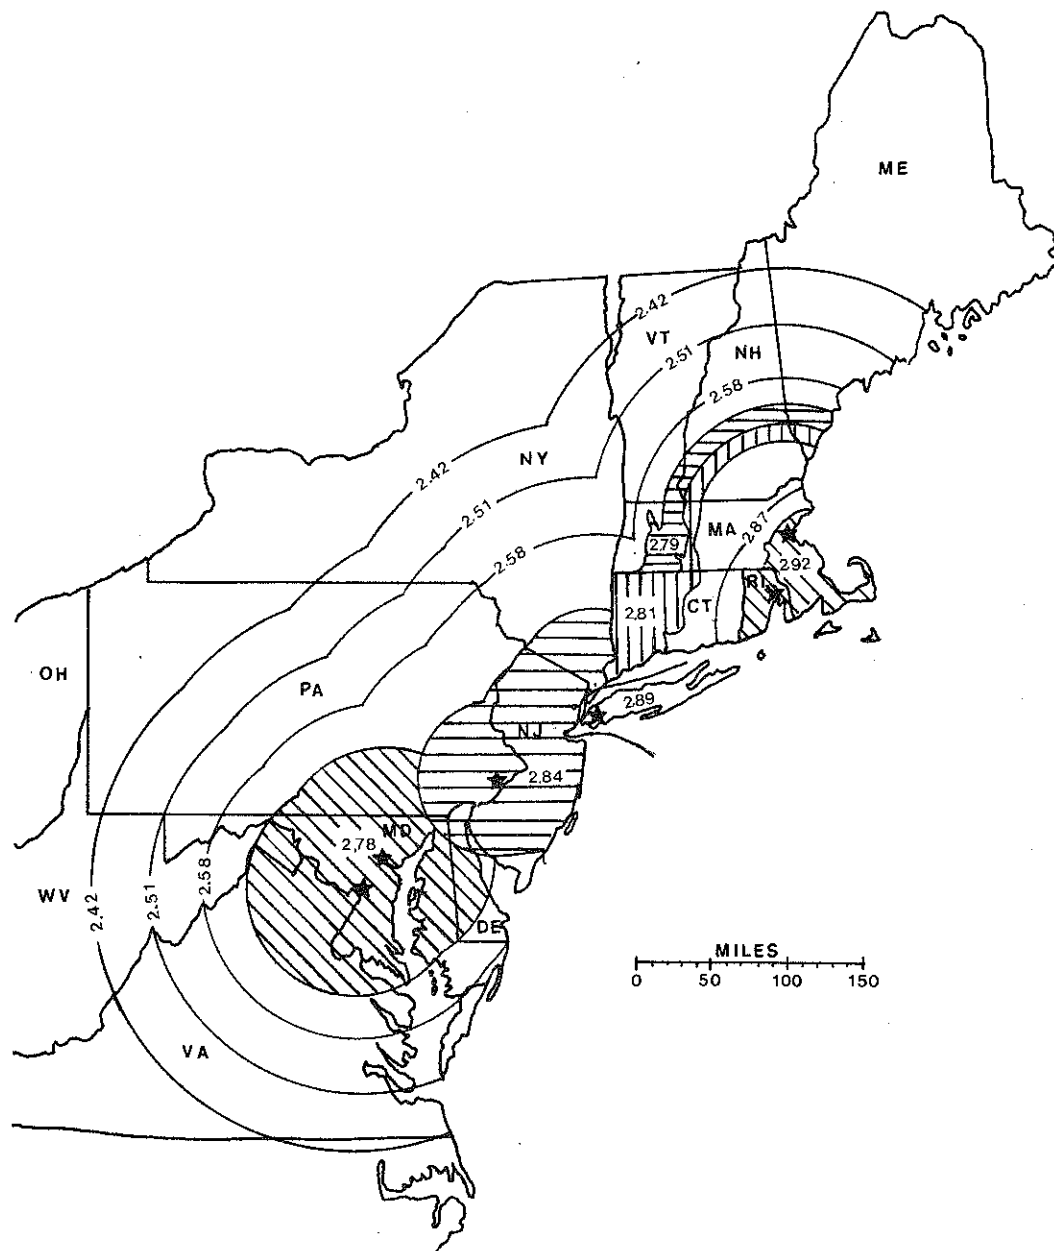 ME
2.42
VT
2.51
NH
2.58
2.42
NY
2.51
2.58
MA
2.87
2.79
2.92
RI
2.81
CT
OH
PA
2.89
NJ
2.84
MD
2.78
WV
2.42
2.51
2.58
DE
MILES
0 50 100 150
VA